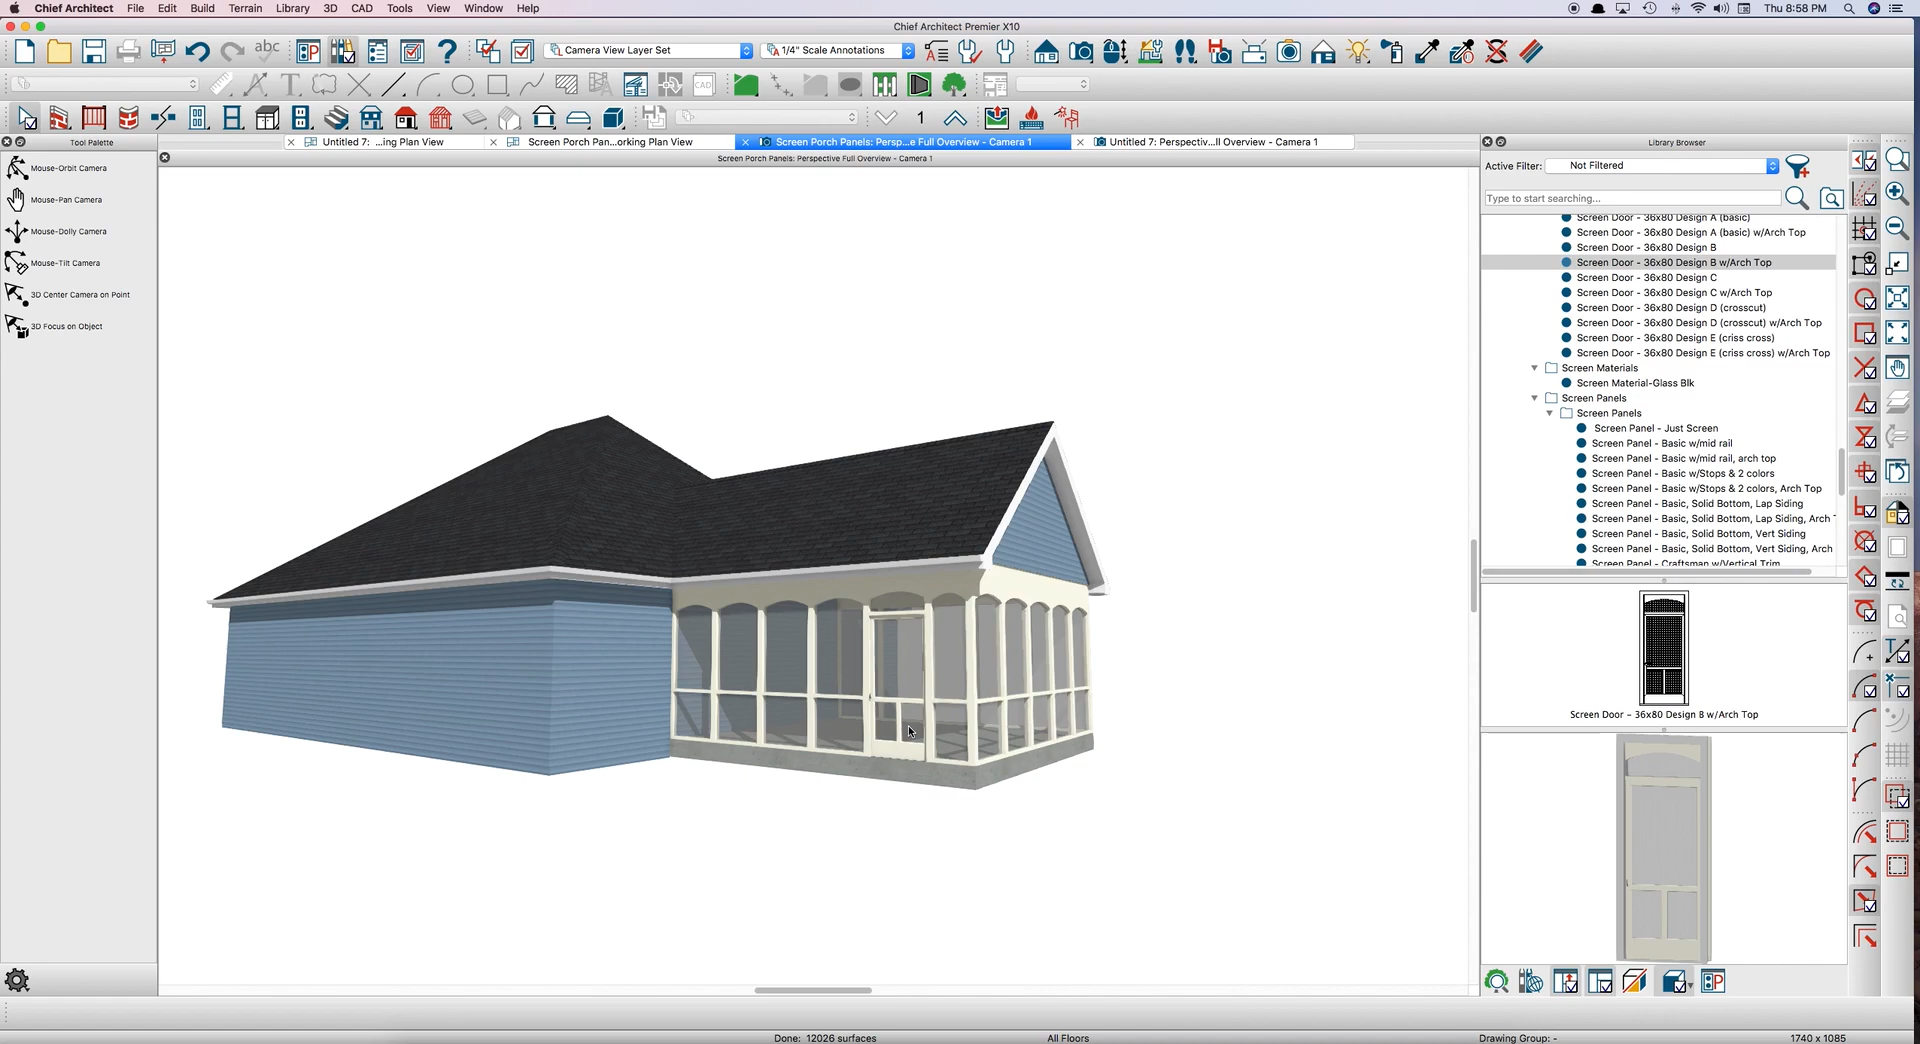 Chief Architect File Edit Build Terrain Library 3D CAD Tools View Window Help Thu 8:58 PM
Chief Architect Premier X10
abc Camera View Layer Set 1/4" Scale Annotations
CAD
1
Tool Palette
Untitled 7: ...ing Plan View Screen Porch Pan...orking Plan View Screen Porch Panels: Persp...e Full Overview - Camera 1 Untitled 7: Perspectiv...ll Overview - Camera 1
Screen Porch Panels: Perspective Full Overview - Camera 1
Library Browser
Active Filter: Not Filtered
Type to start searching...
Mouse-Orbit Camera
Mouse-Pan Camera
Mouse-Dolly Camera
Mouse-Tilt Camera
3D Center Camera on Point
3D Focus on Object
Screen Door - 36x80 Design A (basic)
Screen Door - 36x80 Design A (basic) w/Arch Top
Screen Door - 36x80 Design B
Screen Door - 36x80 Design B w/Arch Top
Screen Door - 36x80 Design C
Screen Door - 36x80 Design C w/Arch Top
Screen Door - 36x80 Design D (crosscut)
Screen Door - 36x80 Design D (crosscut) w/Arch Top
Screen Door - 36x80 Design E (criss cross)
Screen Door - 36x80 Design E (criss cross) w/Arch Top
Screen Materials
Screen Material-Glass Blk
Screen Panels
Screen Panels
Screen Panel - Just Screen
Screen Panel - Basic w/mid rail
Screen Panel - Basic w/mid rail, arch top
Screen Panel - Basic w/Stops & 2 colors
Screen Panel - Basic w/Stops & 2 colors, Arch Top
Screen Panel - Basic, Solid Bottom, Lap Siding
Screen Panel - Basic, Solid Bottom, Lap Siding, Arch
Screen Panel - Basic, Solid Bottom, Vert Siding
Screen Panel - Basic, Solid Bottom, Vert Siding, Arch
Screen Panel - Craftsman w/Vertical Trim
Screen Door - 36x80 Design B w/Arch Top
Done: 12026 surfaces All Floors Drawing Group: - 1740 x 1085